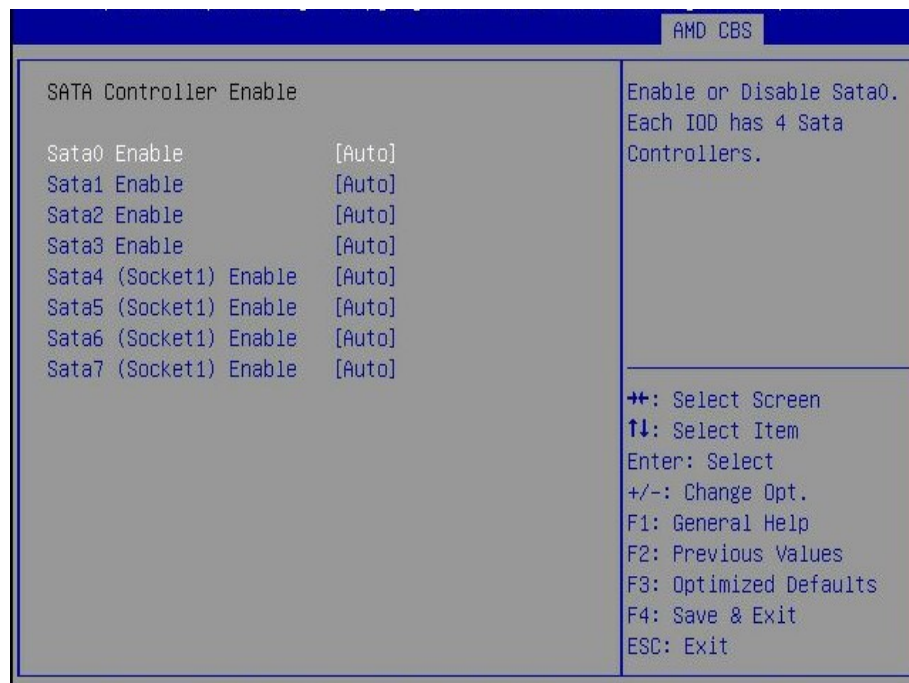 AMD CBS
SATA Controller Enable
Sata0 Enable [Auto]
Sata1 Enable [Auto]
Sata2 Enable [Auto]
Sata3 Enable [Auto]
Sata4 (Socket1) Enable [Auto]
Sata5 (Socket1) Enable [Auto]
Sata6 (Socket1) Enable [Auto]
Sata7 (Socket1) Enable [Auto]
Enable or Disable Sata0.
Each IOD has 4 Sata
Controllers.
→←: Select Screen
↑↓: Select Item
Enter: Select
+/-: Change Opt.
F1: General Help
F2: Previous Values
F3: Optimized Defaults
F4: Save & Exit
ESC: Exit